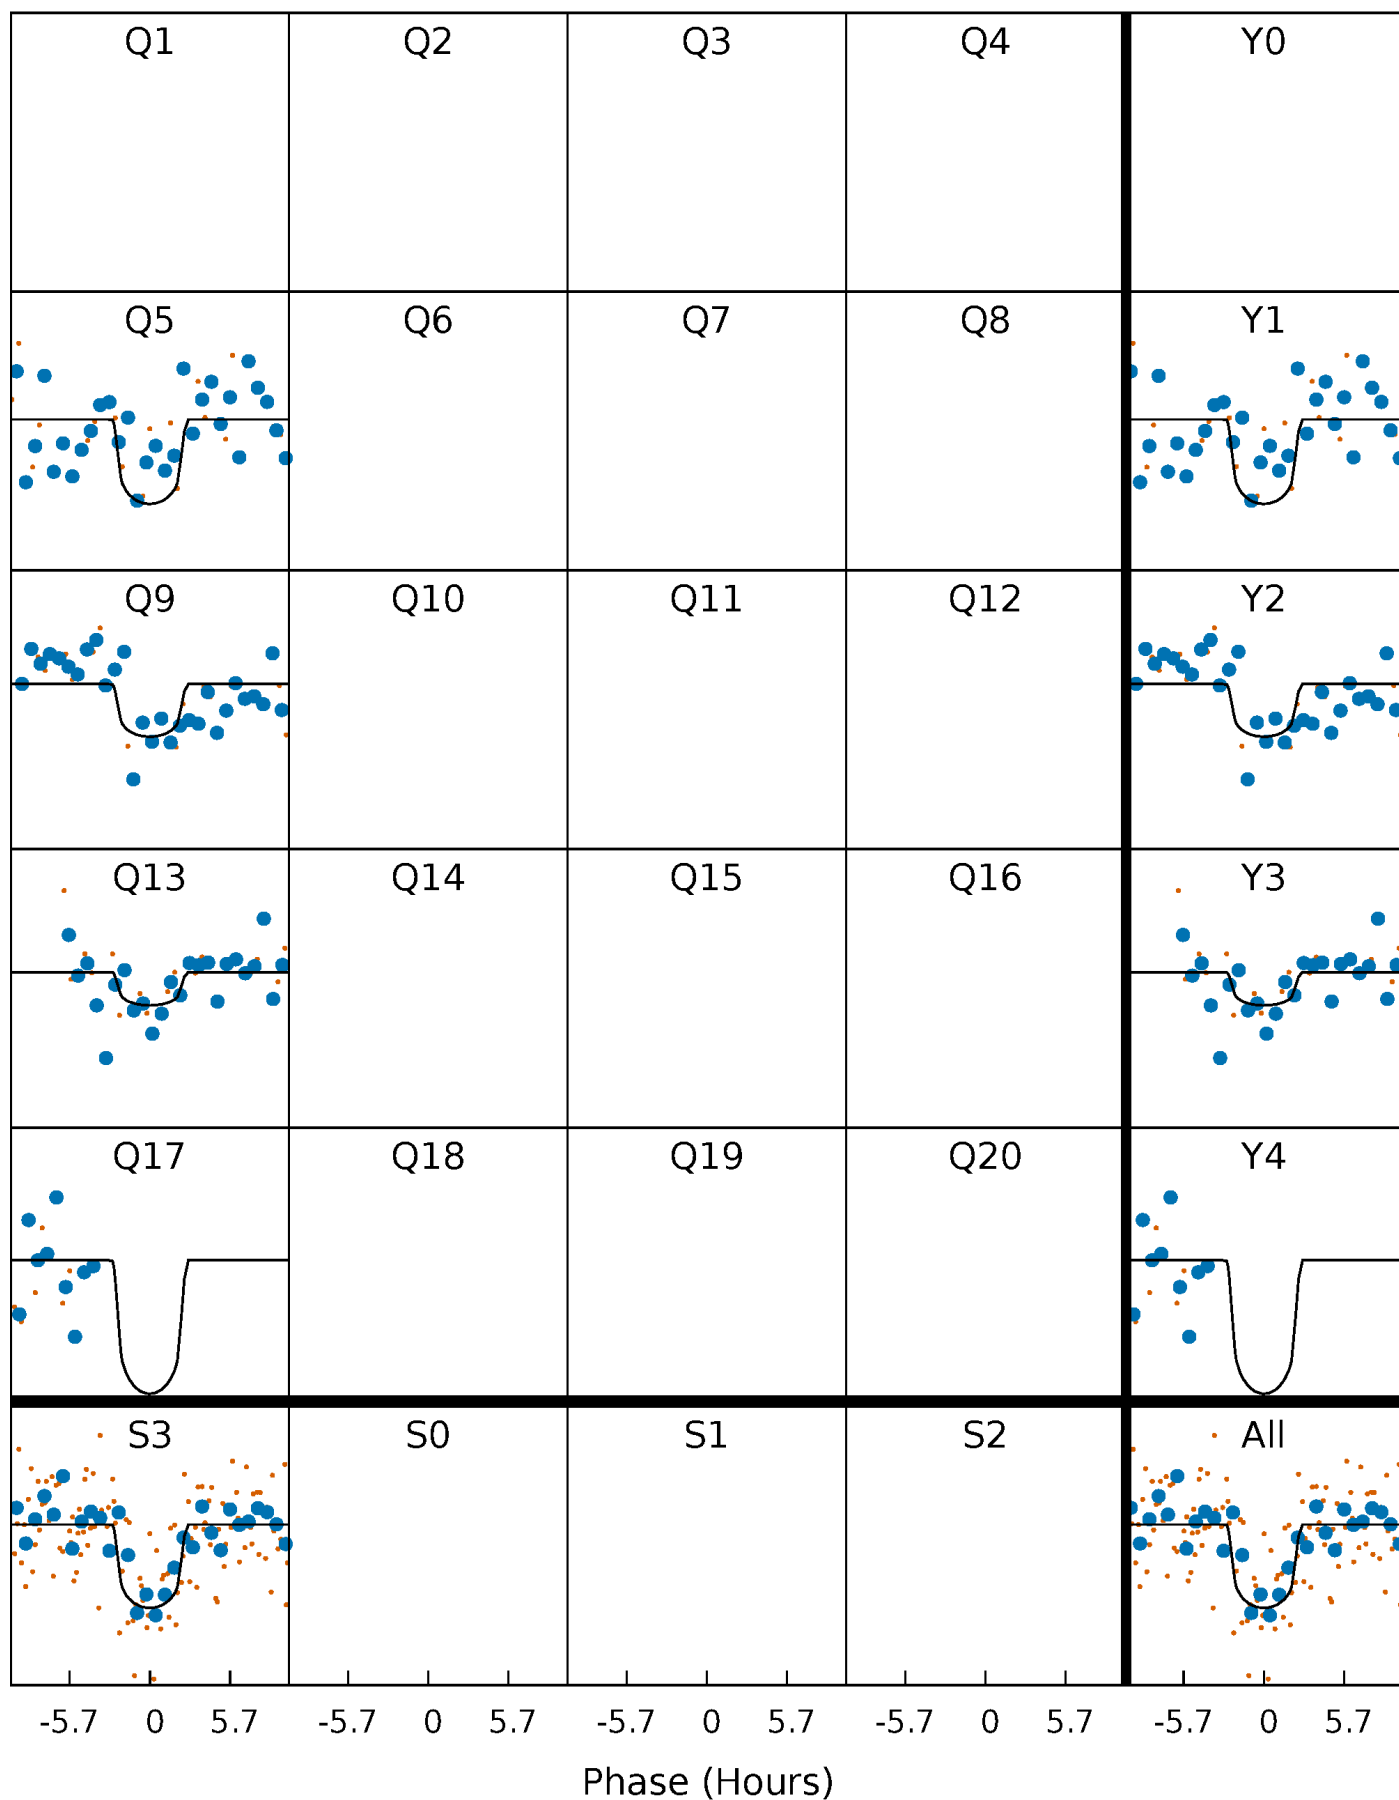 Q1 Q2 Q3 Q4 Y0
Q5 Q6 Q7 Q8 Y1
Q9 Q10 Q11 Q12 Y2
Q13 Q14 Q15 Q16 Y3
Q17 Q18 Q19 Q20 Y4
S3 S0 S1 S2 All
-5.7 0 5.7 -5.7 0 5.7 -5.7 0 5.7 -5.7 0 5.7 -5.7 0 5.7
Phase (Hours)